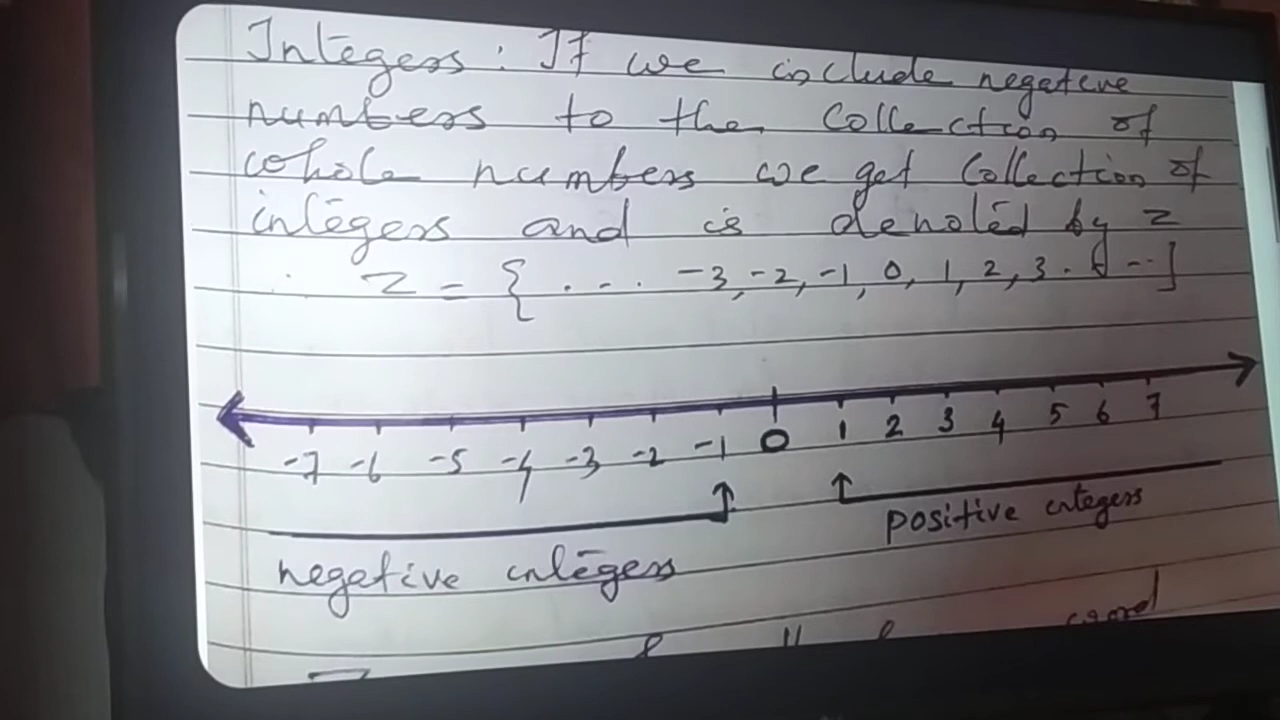 Integers : If we include negative
numbers to the collection of
whole numbers we get collection of
integers and is denoted by Z
Z = { . . . -3, -2, -1, 0, 1, 2, 3 . . . . }
-7 -6 -5 -4 -3 -2 -1 0 1 2 3 4 5 6 7
positive integers
negetive integers